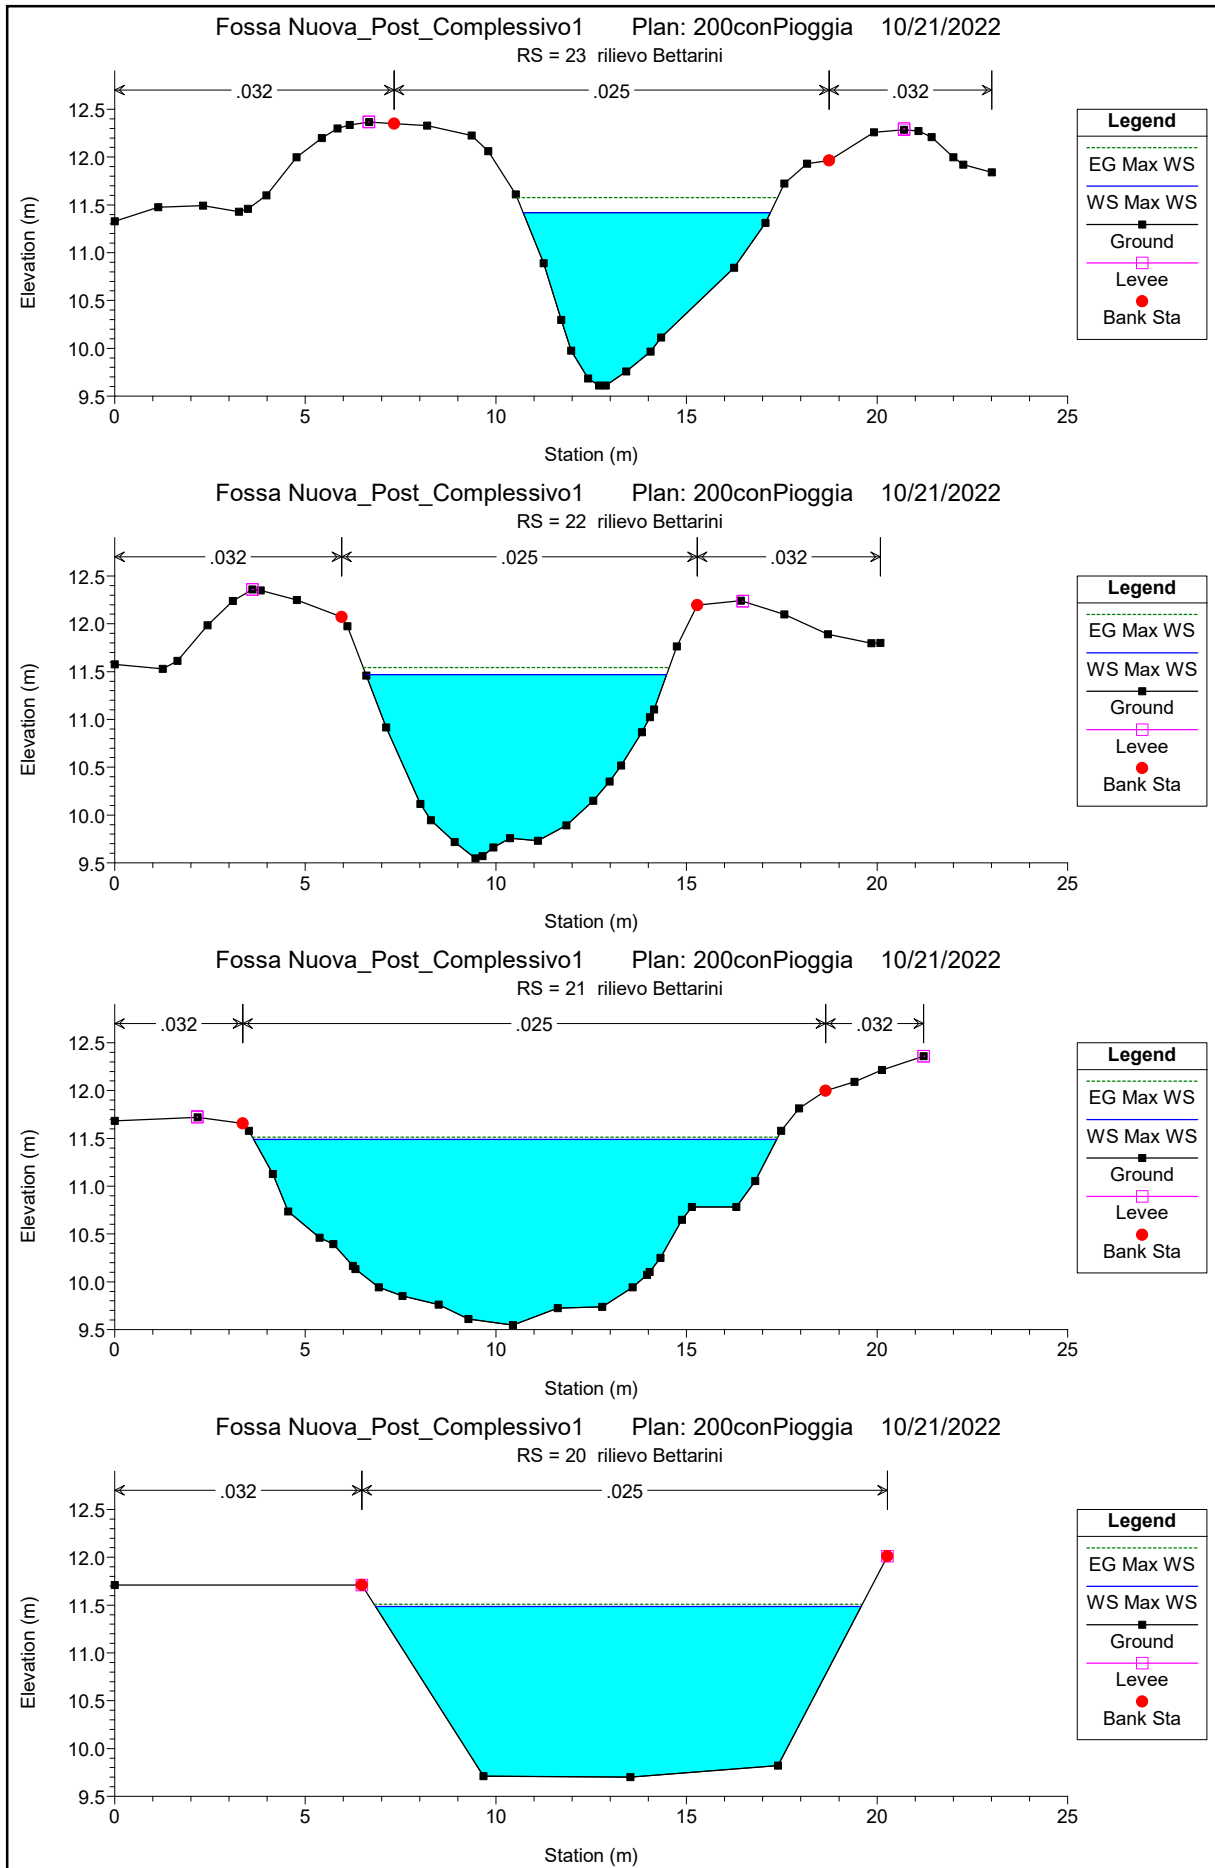 Fossa Nuova_Post_Complessivo1 Plan: 200conPioggia 10/21/2022
RS = 23 rilievo Bettarini
.032 .025 .032
12.5
12.0
11.5
11.0
10.5
10.0
9.5
Elevation (m)
0 5 10 15 20 25
Station (m)
Legend
EG Max WS
WS Max WS
Ground
Levee
Bank Sta
Fossa Nuova_Post_Complessivo1 Plan: 200conPioggia 10/21/2022
RS = 22 rilievo Bettarini
.032 .025 .032
12.5
12.0
11.5
11.0
10.5
10.0
9.5
Elevation (m)
0 5 10 15 20 25
Station (m)
Legend
EG Max WS
WS Max WS
Ground
Levee
Bank Sta
Fossa Nuova_Post_Complessivo1 Plan: 200conPioggia 10/21/2022
RS = 21 rilievo Bettarini
.032 .025 .032
12.5
12.0
11.5
11.0
10.5
10.0
9.5
Elevation (m)
0 5 10 15 20 25
Station (m)
Legend
EG Max WS
WS Max WS
Ground
Levee
Bank Sta
Fossa Nuova_Post_Complessivo1 Plan: 200conPioggia 10/21/2022
RS = 20 rilievo Bettarini
.032 .025
12.5
12.0
11.5
11.0
10.5
10.0
9.5
Elevation (m)
0 5 10 15 20 25
Station (m)
Legend
EG Max WS
WS Max WS
Ground
Levee
Bank Sta